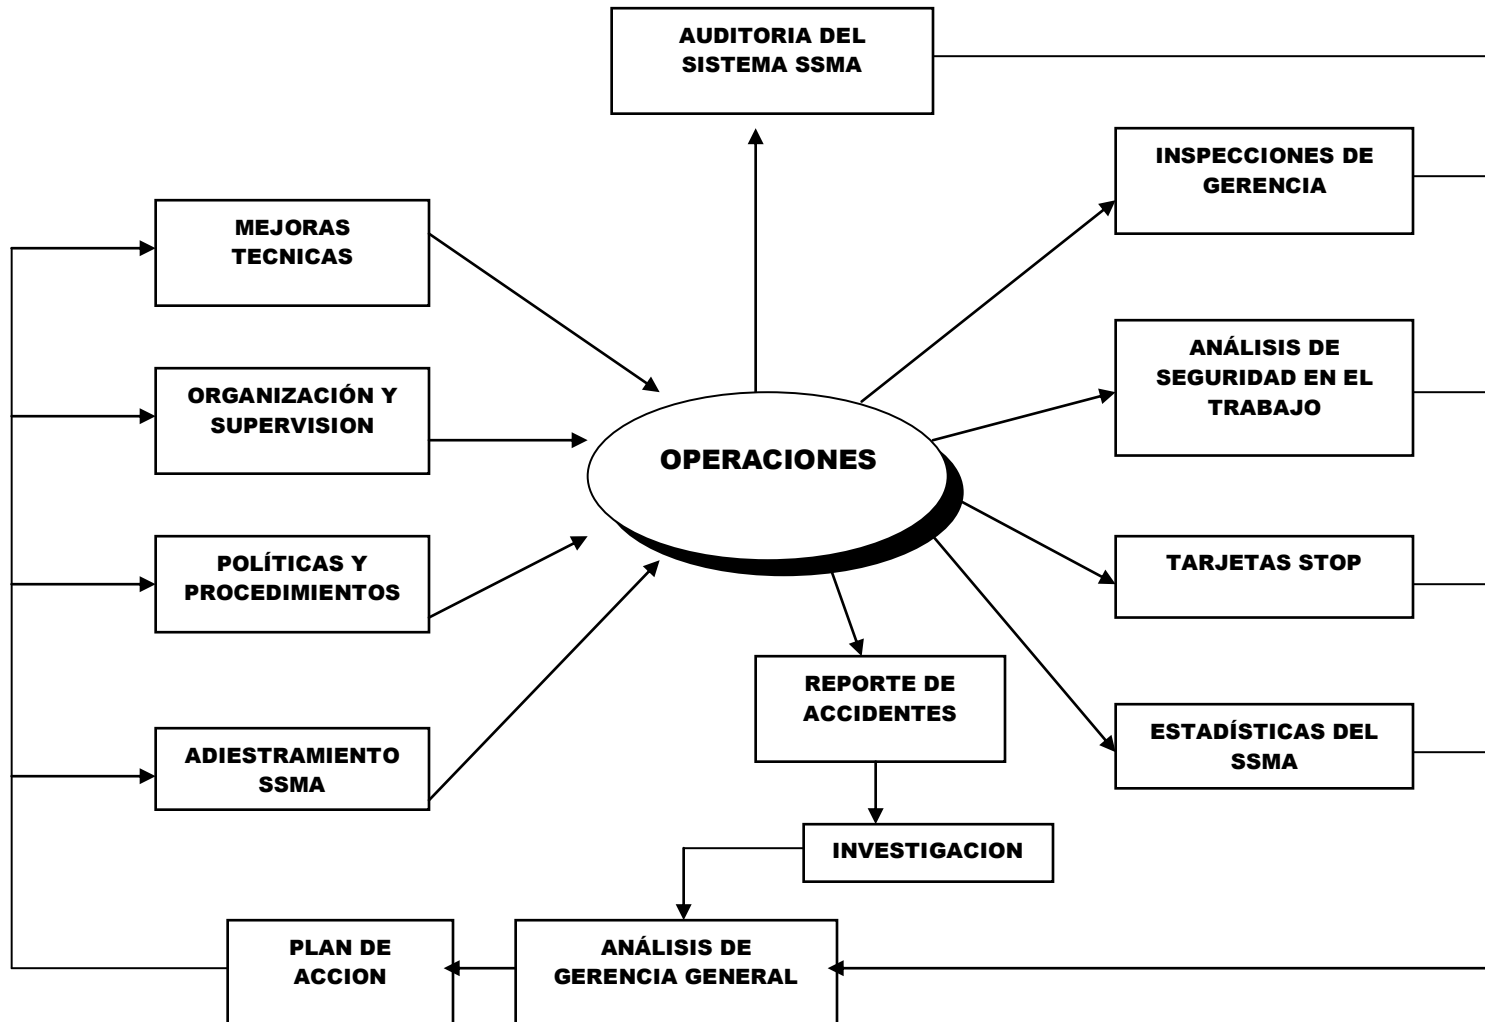 AUDITORIA DEL
SISTEMA SSMA
INSPECCIONES DE
GERENCIA
MEJORAS
TECNICAS
ANÁLISIS DE
SEGURIDAD EN EL
TRABAJO
ORGANIZACIÓN Y
SUPERVISION
OPERACIONES
POLÍTICAS Y
PROCEDIMIENTOS
TARJETAS STOP
REPORTE DE
ACCIDENTES
ESTADÍSTICAS DEL
SSMA
ADIESTRAMIENTO
SSMA
INVESTIGACION
PLAN DE
ACCION
ANÁLISIS DE
GERENCIA GENERAL